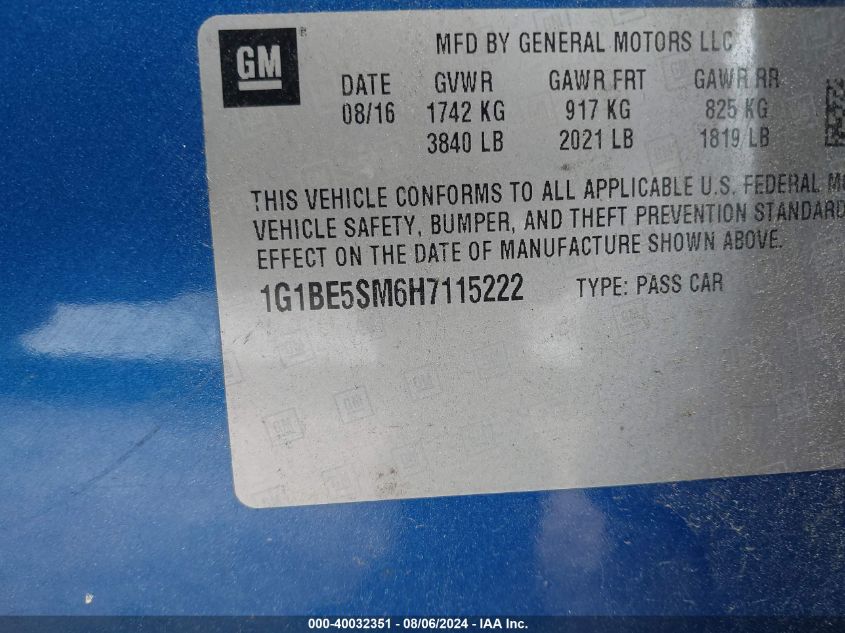 GM ® MFD BY GENERAL MOTORS LLC
DATE GVWR GAWR FRT GAWR RR
08/16 1742 KG 917 KG 825 KG
3840 LB 2021 LB 1819 LB
THIS VEHICLE CONFORMS TO ALL APPLICABLE U.S. FEDERAL
VEHICLE SAFETY, BUMPER, AND THEFT PREVENTION STANDARD
EFFECT ON THE DATE OF MANUFACTURE SHOWN ABOVE.
1G1BE5SM6H7115222 TYPE: PASS CAR
000-40032351 - 08/06/2024 - IAA Inc.